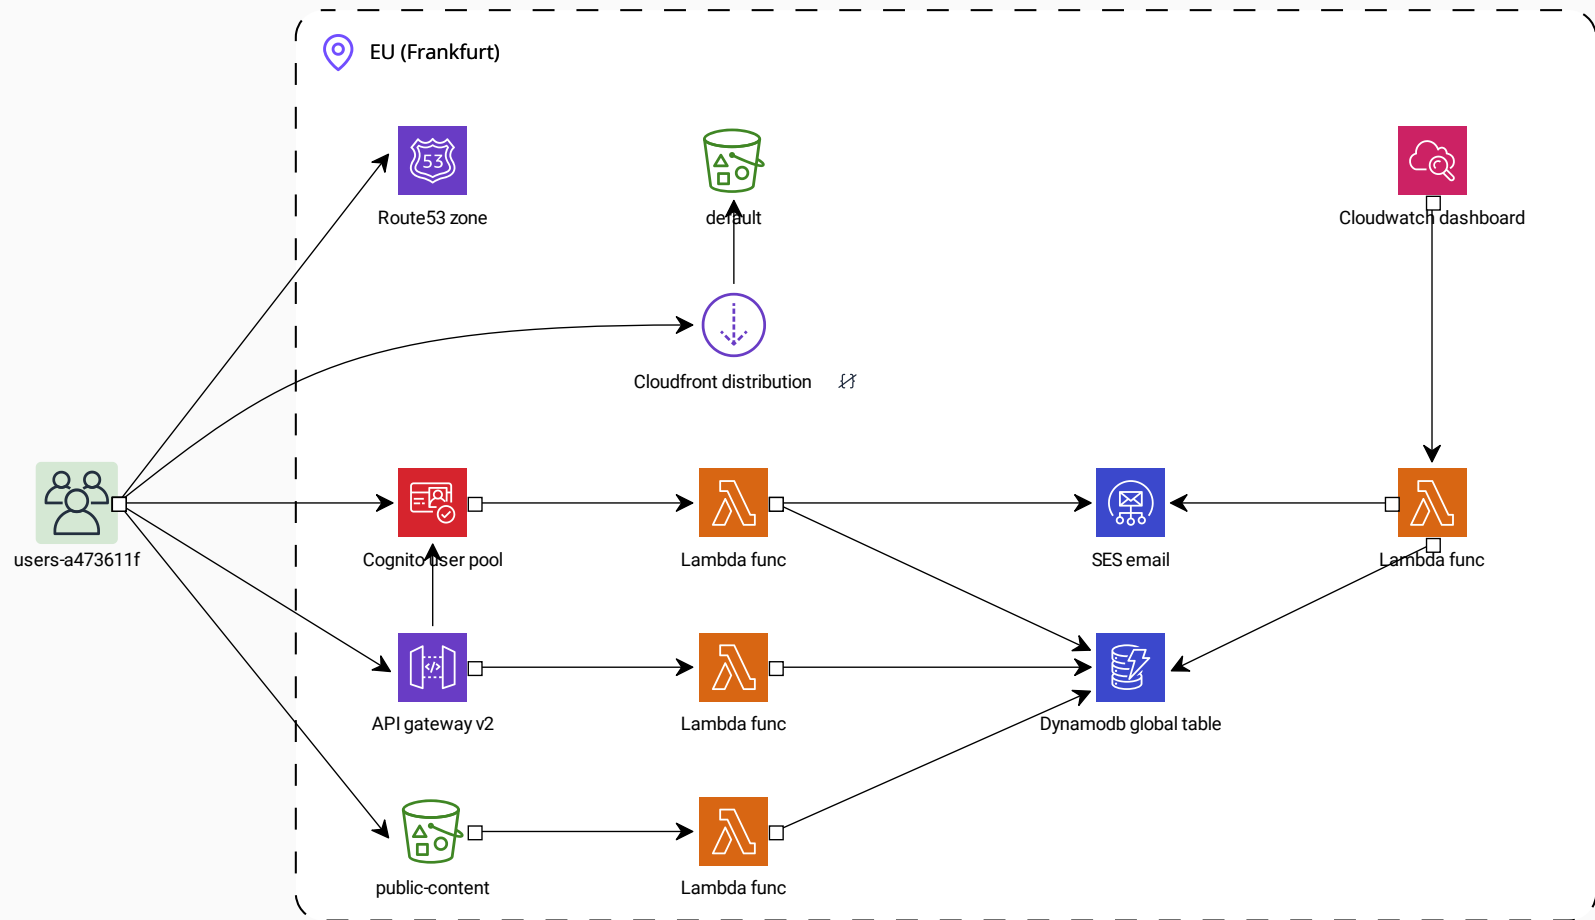 EU (Frankfurt)
53
Route53 zone
default
Cloudwatch dashboard
Cloudfront distribution
users-a473611f
Cognito user pool
Lambda func
SES email
Lambda func
</>
API gateway v2
Lambda func
Dynamodb global table
public-content
Lambda func